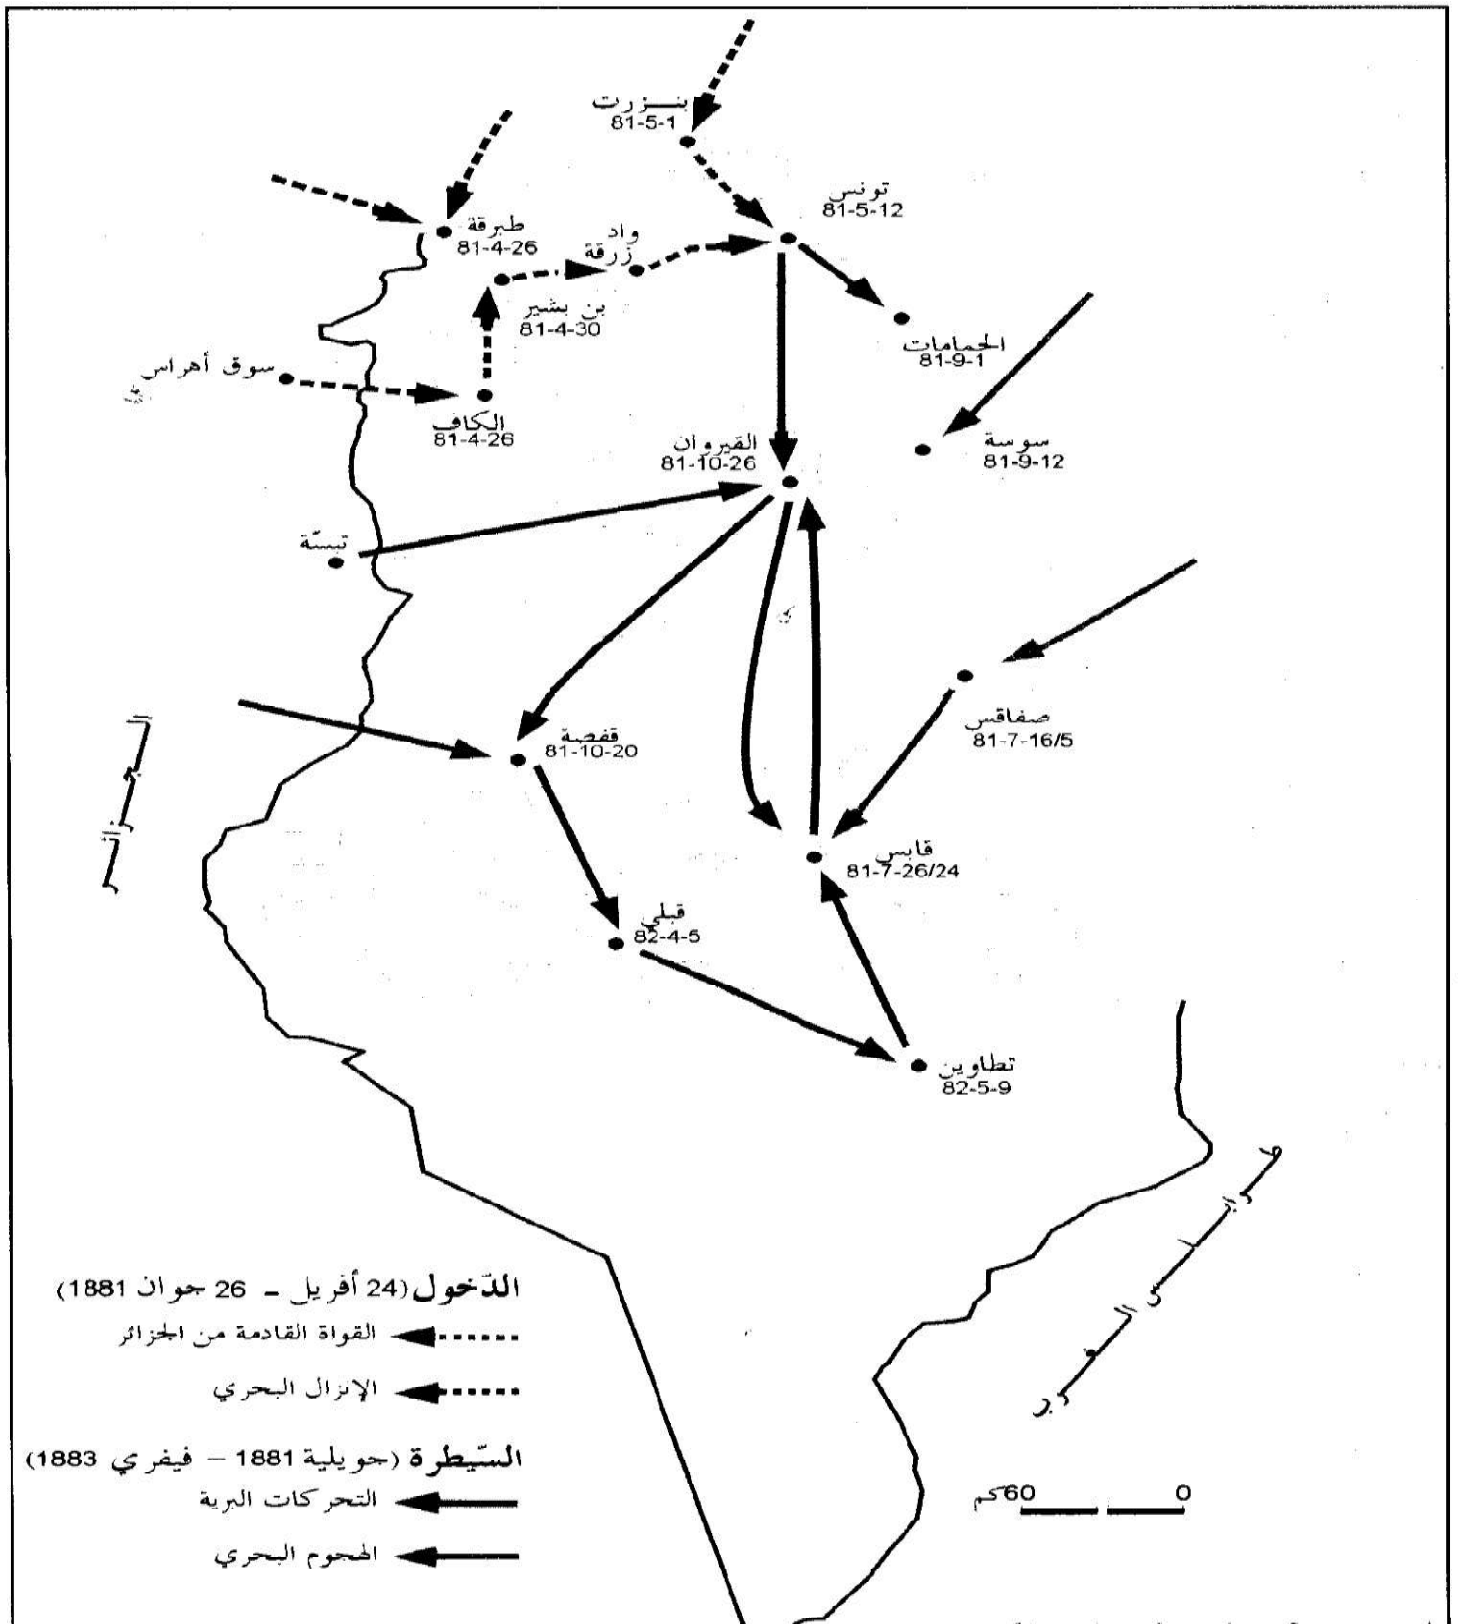 بنزرت
81-5-1
تونس
81-5-12
طبرقة
81-4-26
واد
زرقة
بن بشير
81-4-30
الحمامات
81-9-1
سوق أهراس
الكاف
81-4-26
القيروان
81-10-26
سوسة
81-9-12
تبسّة
صفاقس
81-7-16/5
قفصة
81-10-20
الجزائر
قابس
81-7-26/24
قبلي
82-4-5
تطاوين
82-5-9
طرابلس الغرب
الدّخول (24 أفريل - 26 جوان 1881)
القواة القادمة من الجزائر
الإنزال البحري
السّيطرة (جويلية 1881 – فيفري 1883)
التحركات البرية
الهجوم البحري
60كم 0